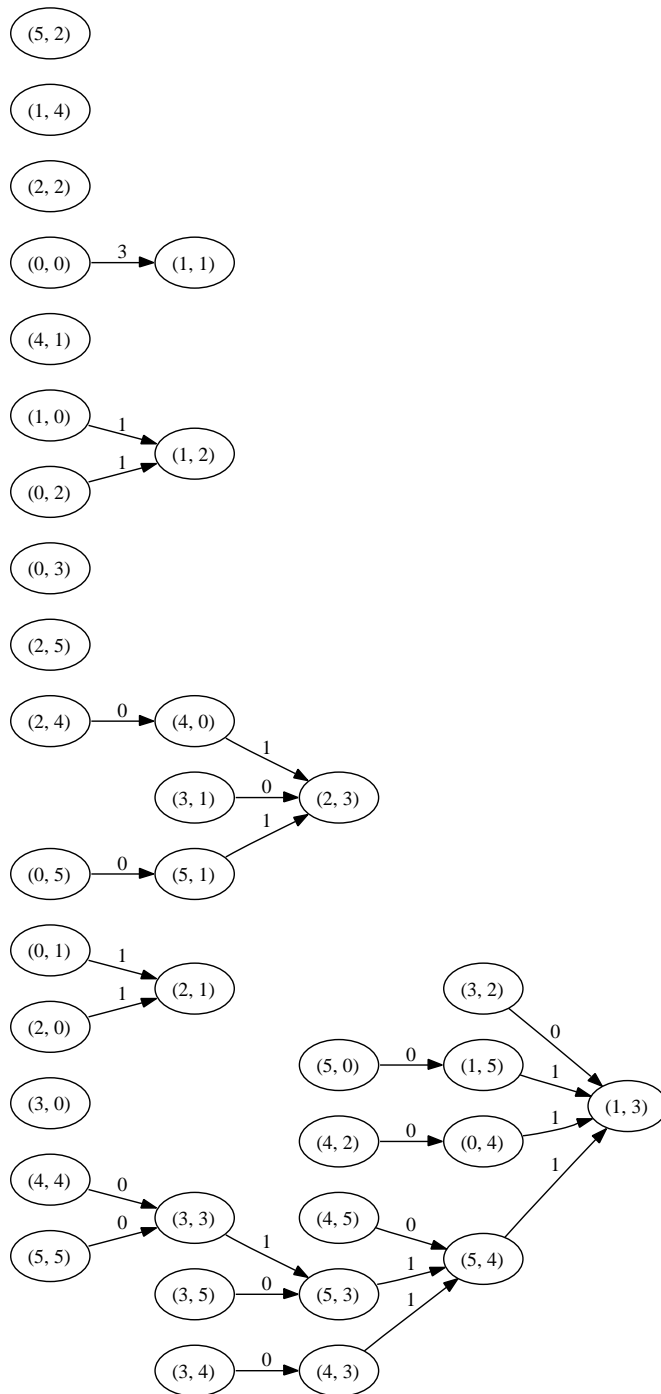 (5, 2)
(1, 4)
(2, 2)
(0, 0) 3 (1, 1)
(4, 1)
(1, 0) 1
(1, 2)
(0, 2) 1
(0, 3)
(2, 5)
(2, 4) 0 (4, 0) 1
(3, 1) 0 (2, 3)
(0, 5) 0 (5, 1) 1
(0, 1) 1
(2, 1)
(2, 0) 1
(3, 2) 0
(5, 0) 0 (1, 5) 1
(3, 0)
(1, 3)
(4, 2) 0 (0, 4) 1
1
(4, 4) 0
(3, 3) 1
(4, 5) 0
(5, 5) 0
(5, 4)
(3, 5) 0 (5, 3) 1
1
(3, 4) 0 (4, 3)